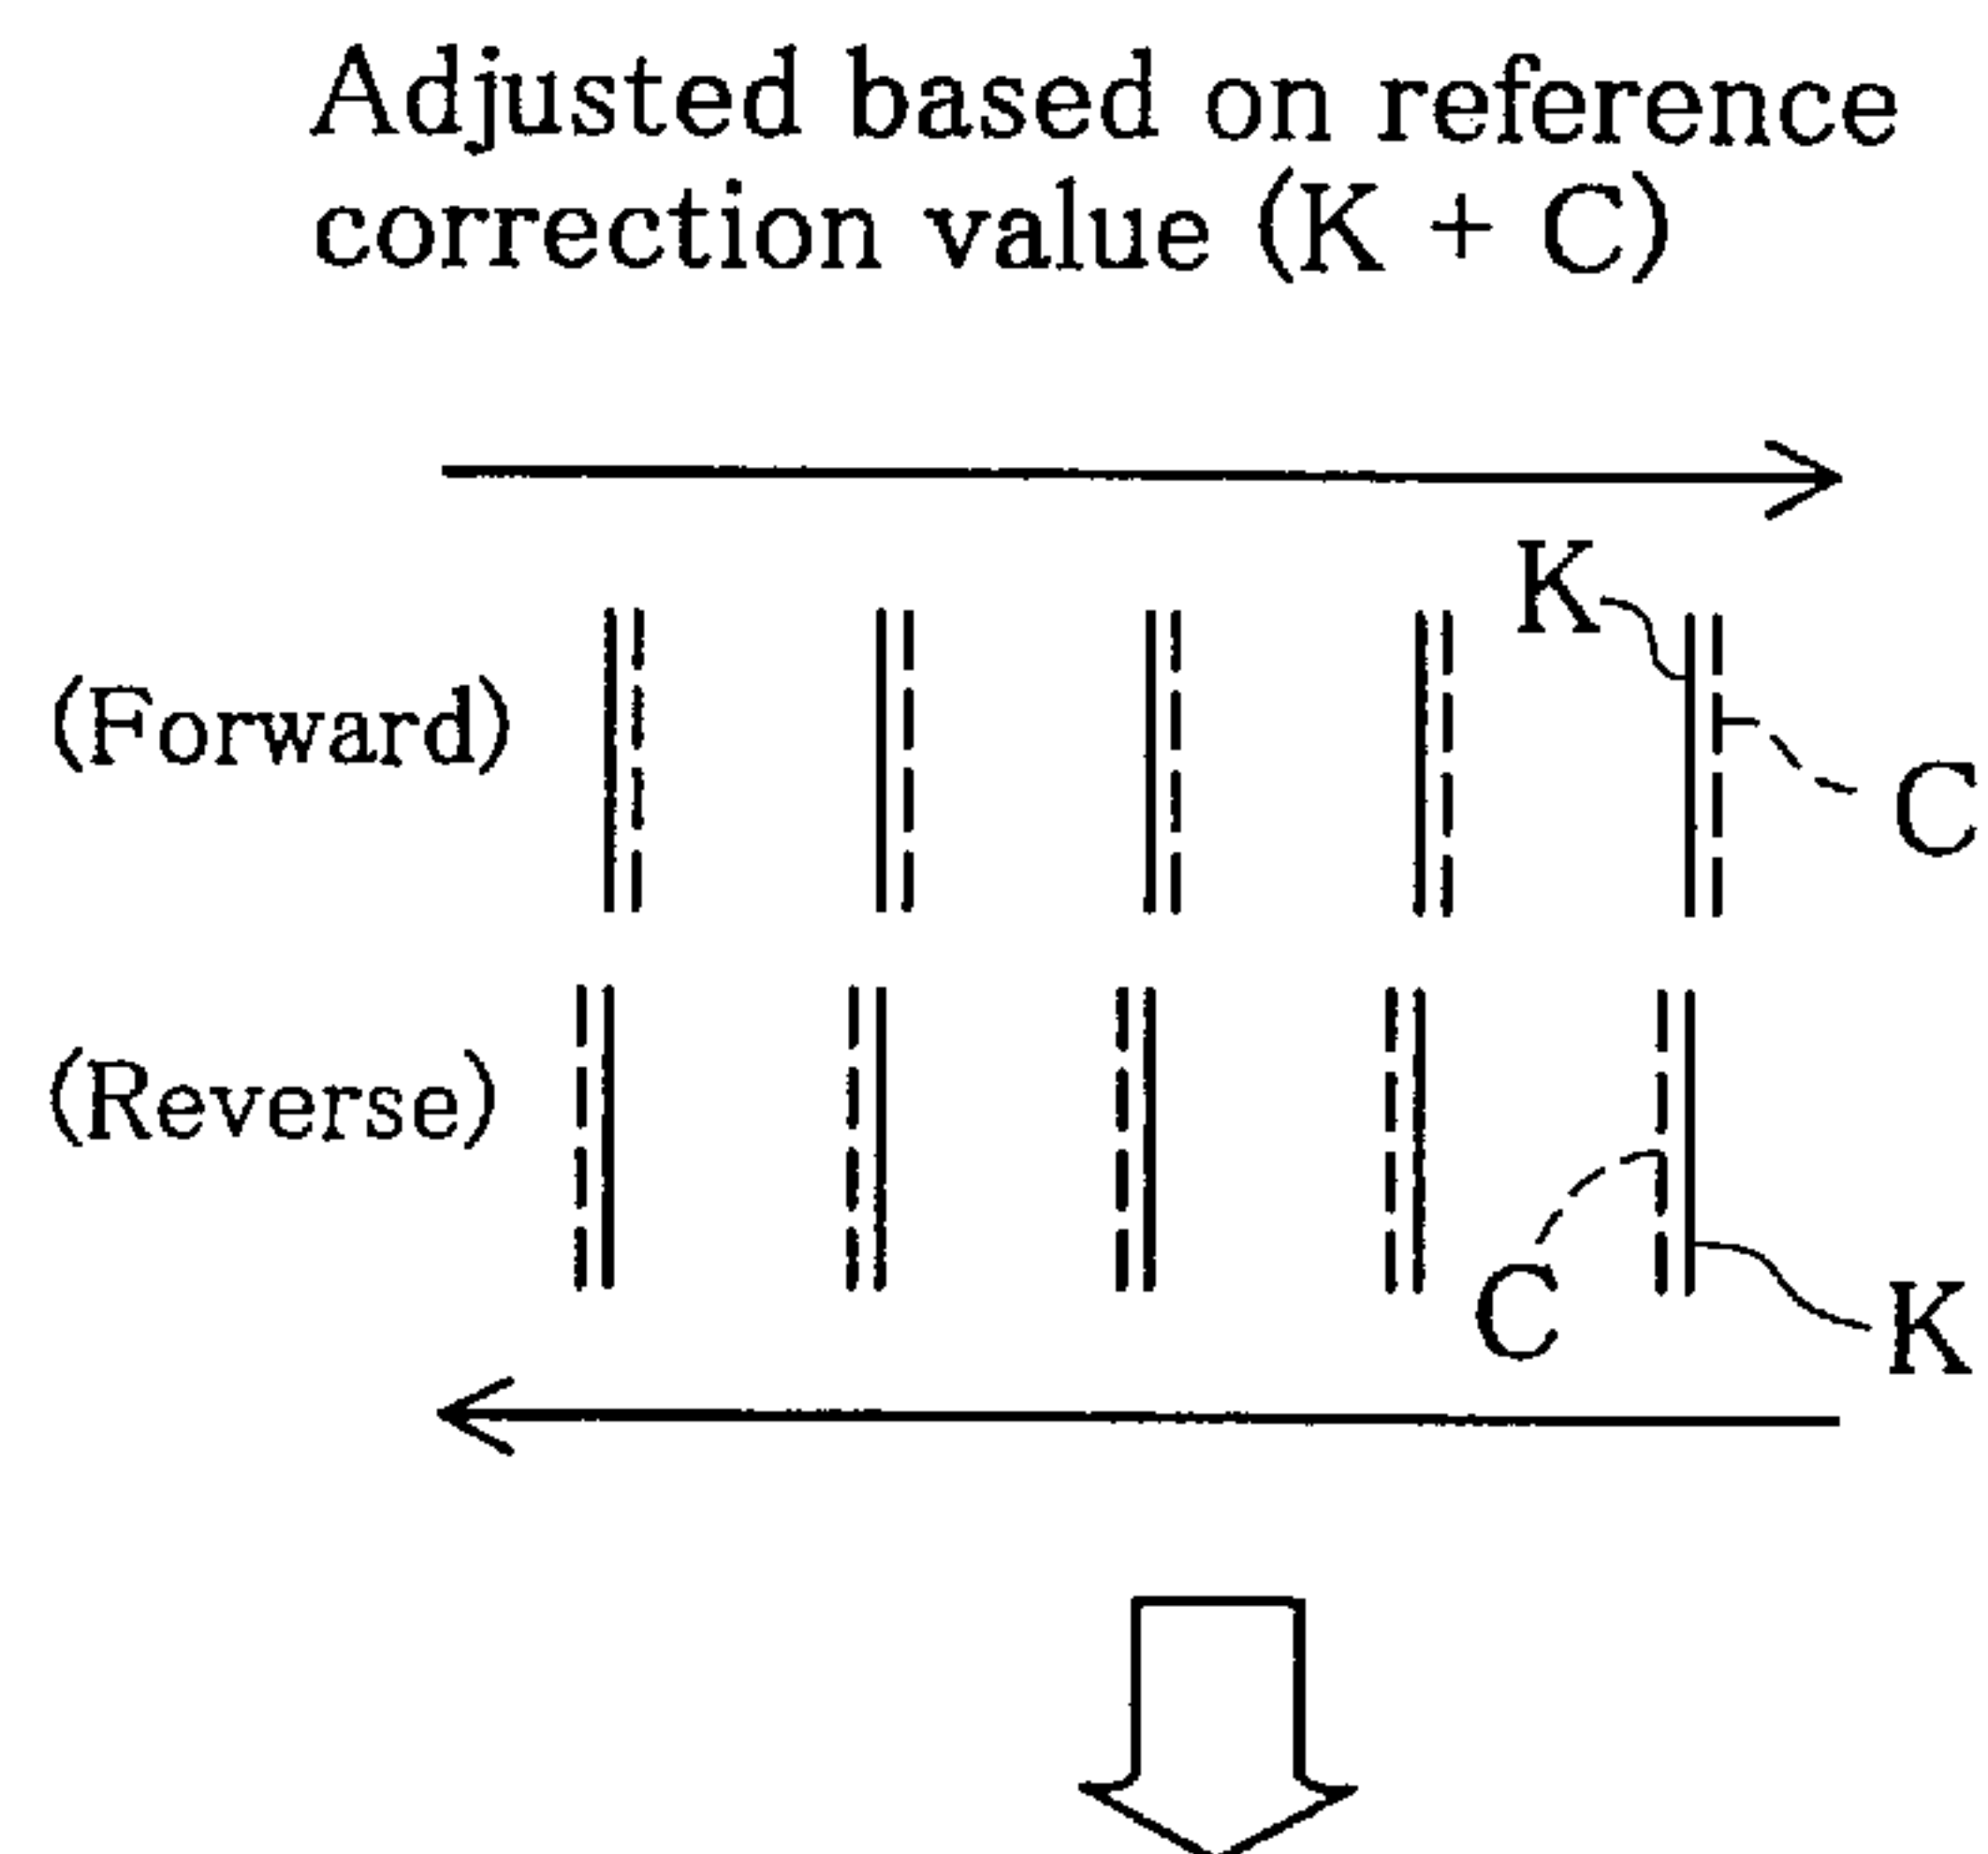 Adjusted based on reference
correction value (K + C)
K
(Forward)
C
(Reverse)
C
K